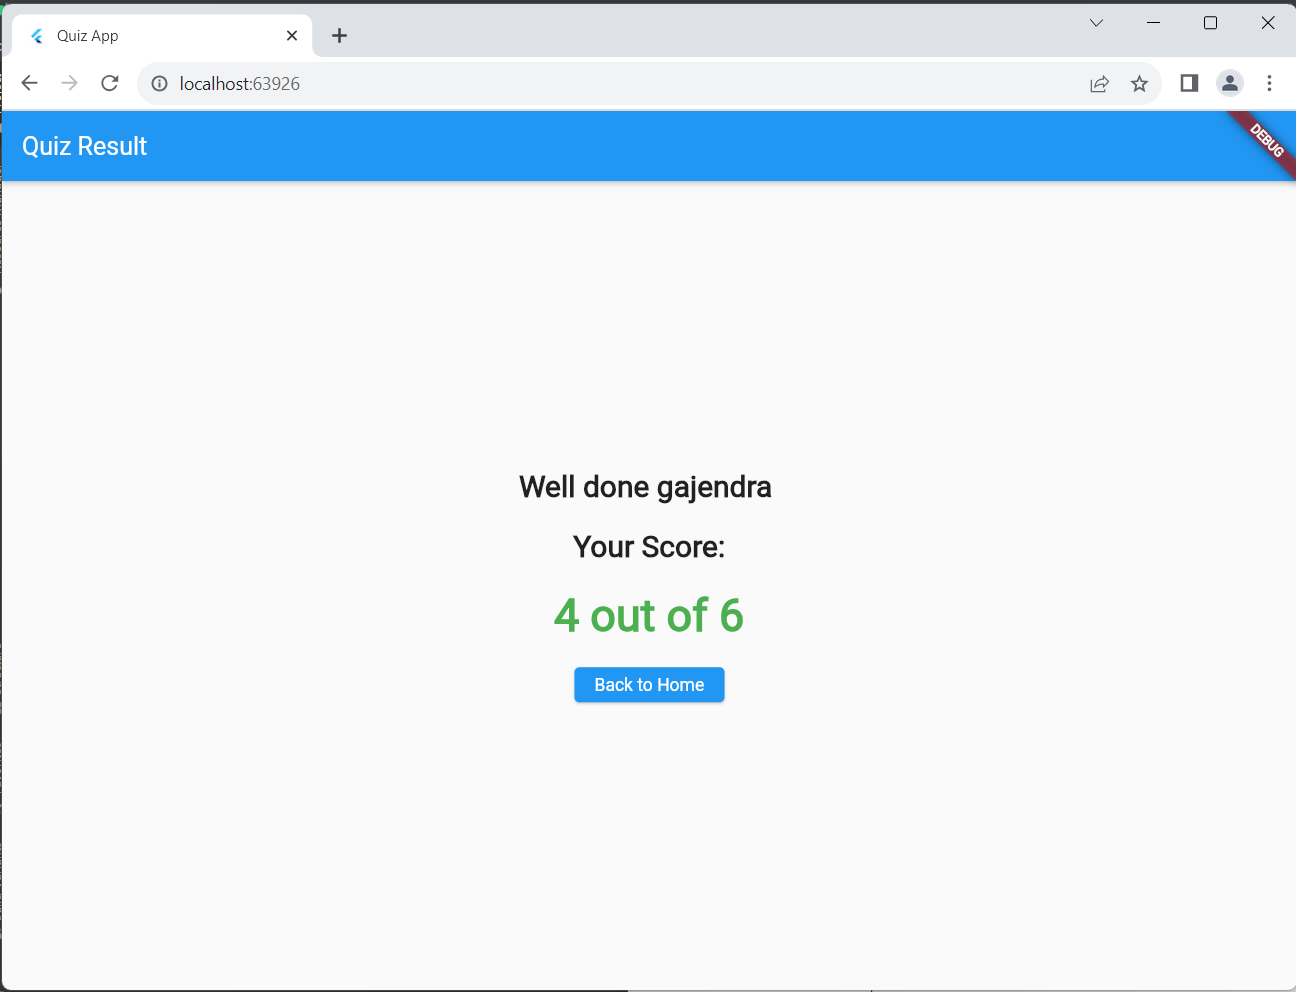 Quiz App
localhost:63926
Quiz Result
DEBUG
Well done gajendra
Your Score:
4 out of 6
Back to Home